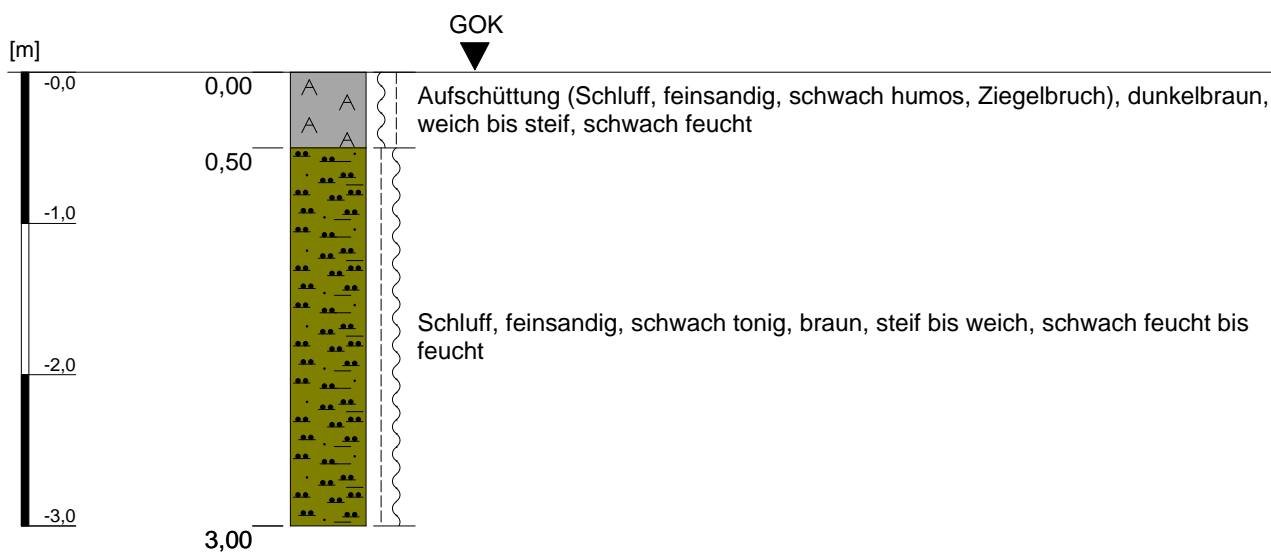 GOK
[m]
-0,0
0,00
Aufschüttung (Schluff, feinsandig, schwach humos, Ziegelbruch), dunkelbraun,
weich bis steif, schwach feucht
0,50
-1,0
Schluff, feinsandig, schwach tonig, braun, steif bis weich, schwach feucht bis
feucht
-2,0
-3,0
3,00